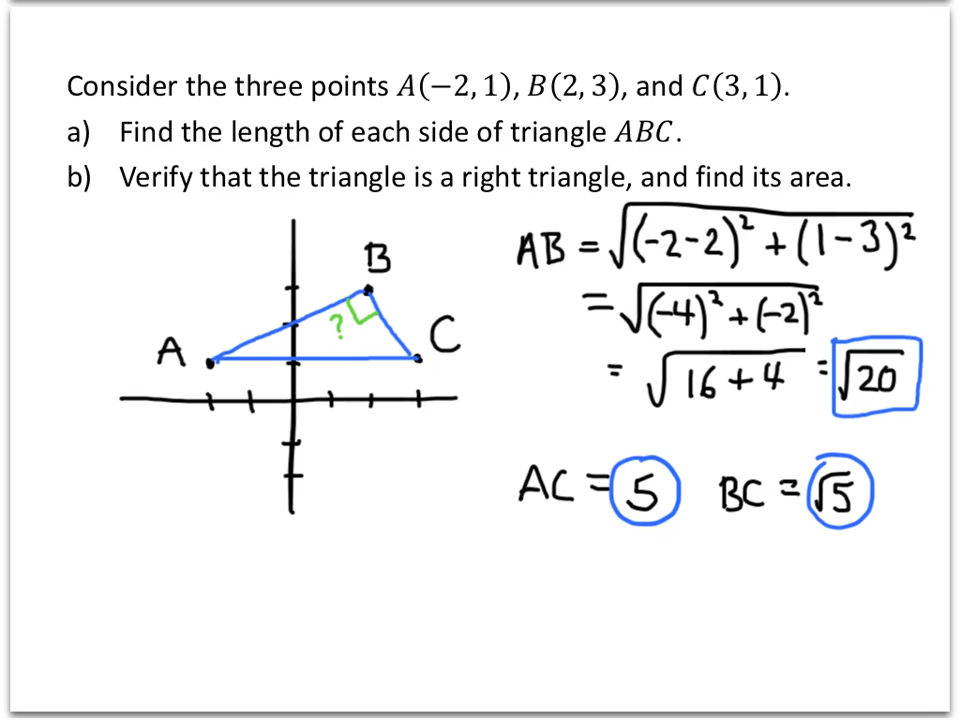 Consider the three points A(−2, 1), B(2, 3), and C(3, 1).
a) Find the length of each side of triangle ABC.
b) Verify that the triangle is a right triangle, and find its area.
B
?
A
C
AB = √((-2-2)² + (1-3)²)
= √((-4)² + (-2)²)
= √(16+4) = √20
AC = 5 BC = √5